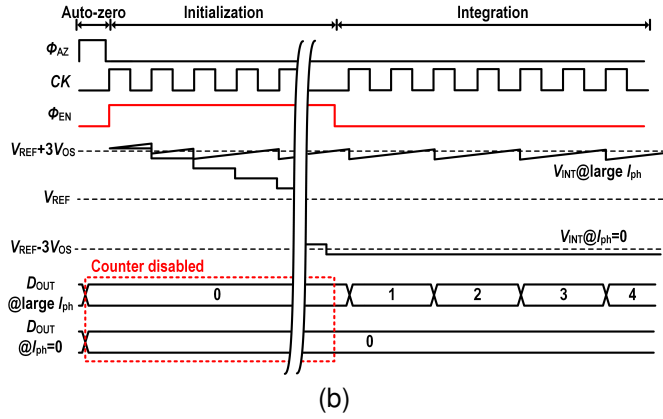 Auto-zero Initialization Integration
ΦAZ
CK
ΦEN
VREF+3VOS
VINT@large Iph
VREF
VREF-3VOS
VINT@Iph=0
Counter disabled
DOUT
@large Iph
0 1 2 3 4
DOUT
@Iph=0
0
(b)